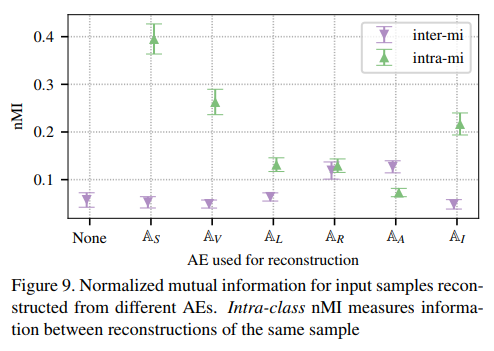 0.4
0.3
0.2
0.1
nMI
inter-mi
intra-mi
None 𝔸S 𝔸V 𝔸L 𝔸R 𝔸A 𝔸I
AE used for reconstruction
Figure 9. Normalized mutual information for input samples recon-
structed from different AEs. Intra-class nMI measures informa-
tion between reconstructions of the same sample